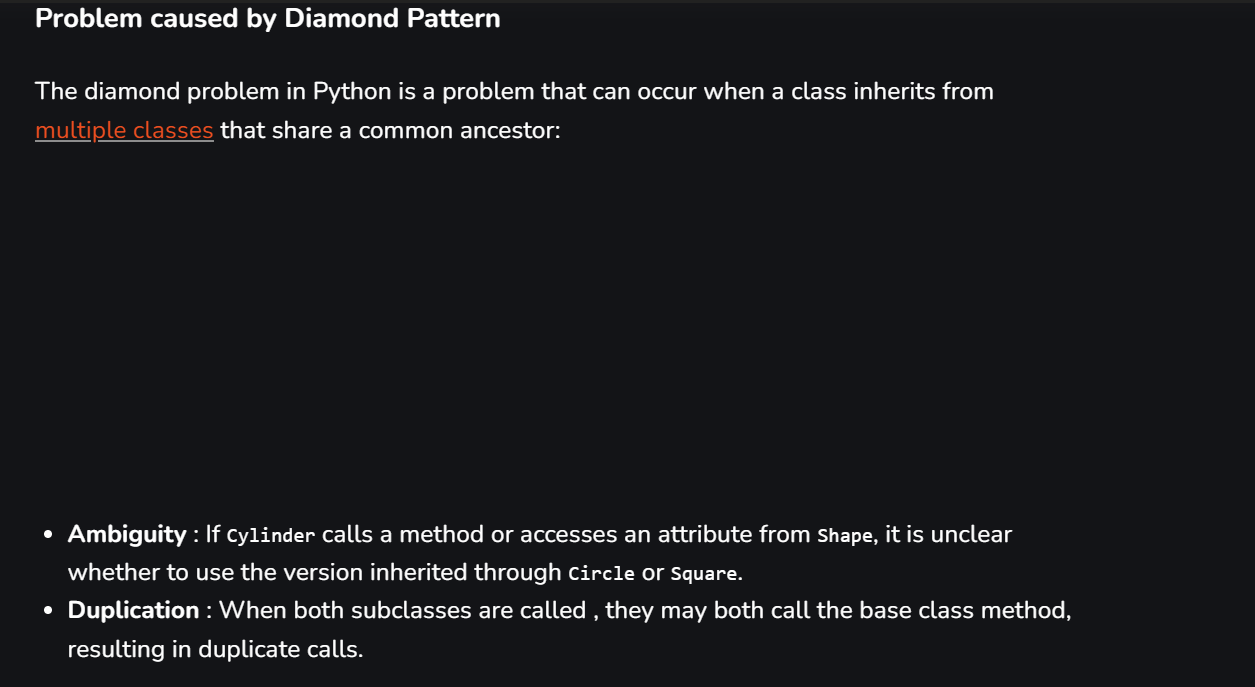 Problem caused by Diamond Pattern
The diamond problem in Python is a problem that can occur when a class inherits from
multiple classes that share a common ancestor:
• Ambiguity : If Cylinder calls a method or accesses an attribute from Shape, it is unclear
whether to use the version inherited through Circle or Square.
• Duplication : When both subclasses are called , they may both call the base class method,
resulting in duplicate calls.